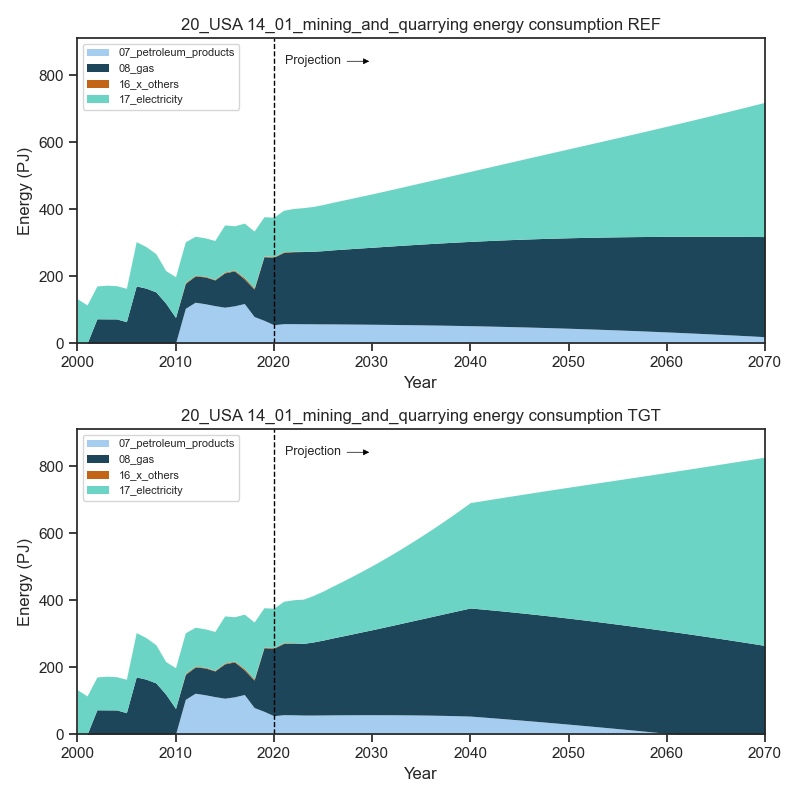 20_USA 14_01_mining_and_quarrying energy consumption REF
07_petroleum_products
08_gas
16_x_others
17_electricity
Projection
Energy (PJ)
800
600
400
200
0
2000 2010 2020 2030 2040 2050 2060 2070
Year
20_USA 14_01_mining_and_quarrying energy consumption TGT
07_petroleum_products
08_gas
16_x_others
17_electricity
Projection
Energy (PJ)
800
600
400
200
0
2000 2010 2020 2030 2040 2050 2060 2070
Year